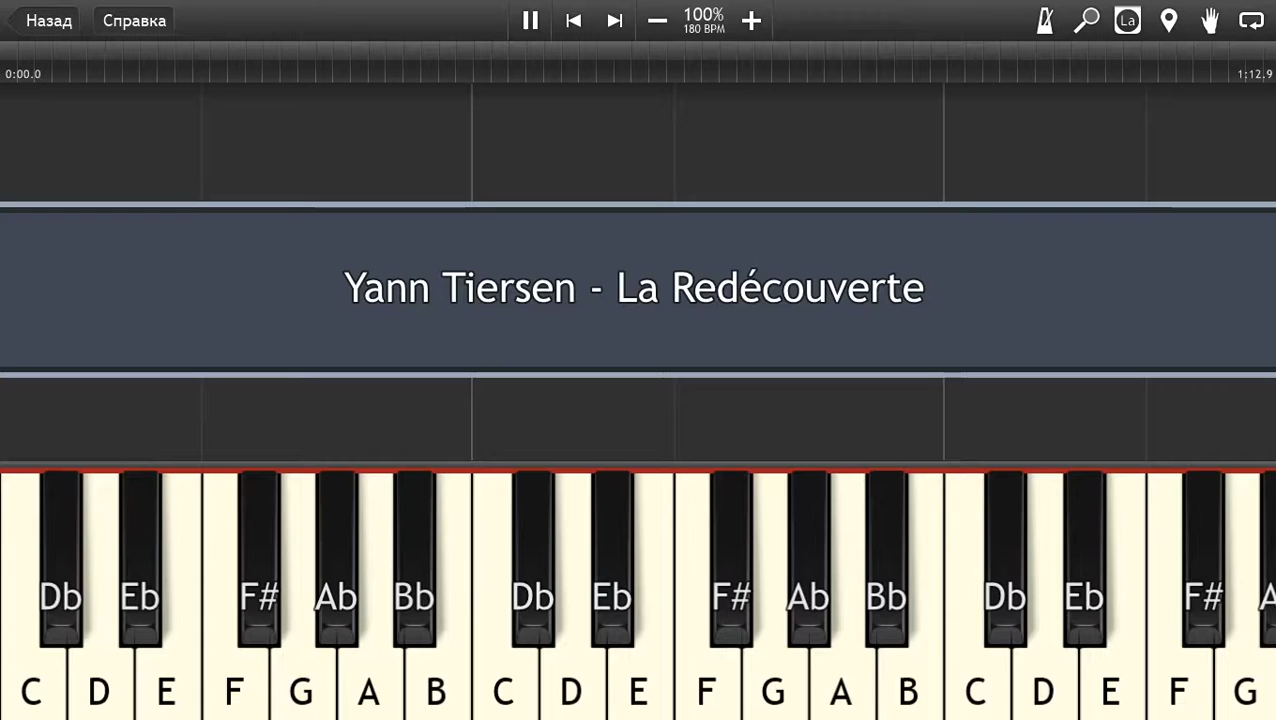 Назад Справка 100% La
180 BPM
0:00.0 1:12.9
Yann Tiersen - La Redécouverte
Db Eb F# Ab Bb Db Eb F# Ab Bb Db Eb F# A
C D E F G A B C D E F G A B C D E F G